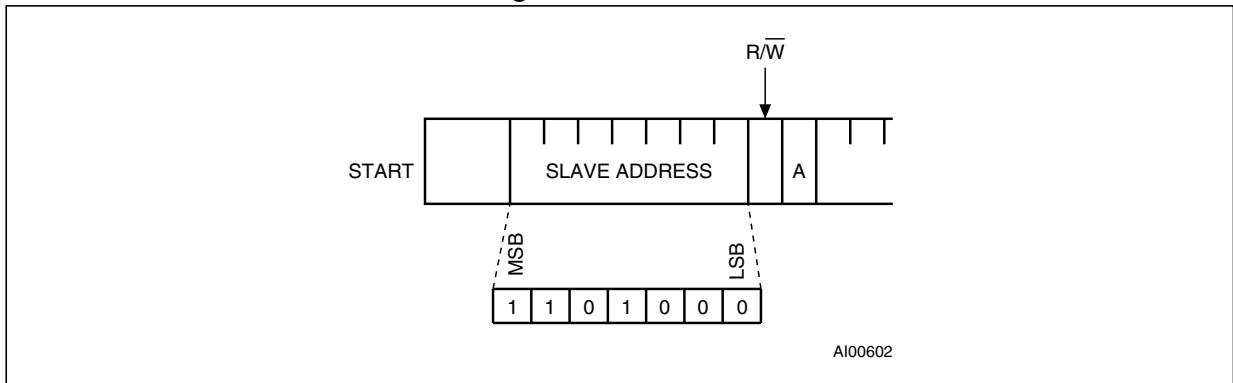 R/W̅
START
SLAVE ADDRESS
A
MSB
LSB
1 1 0 1 0 0 0
AI00602